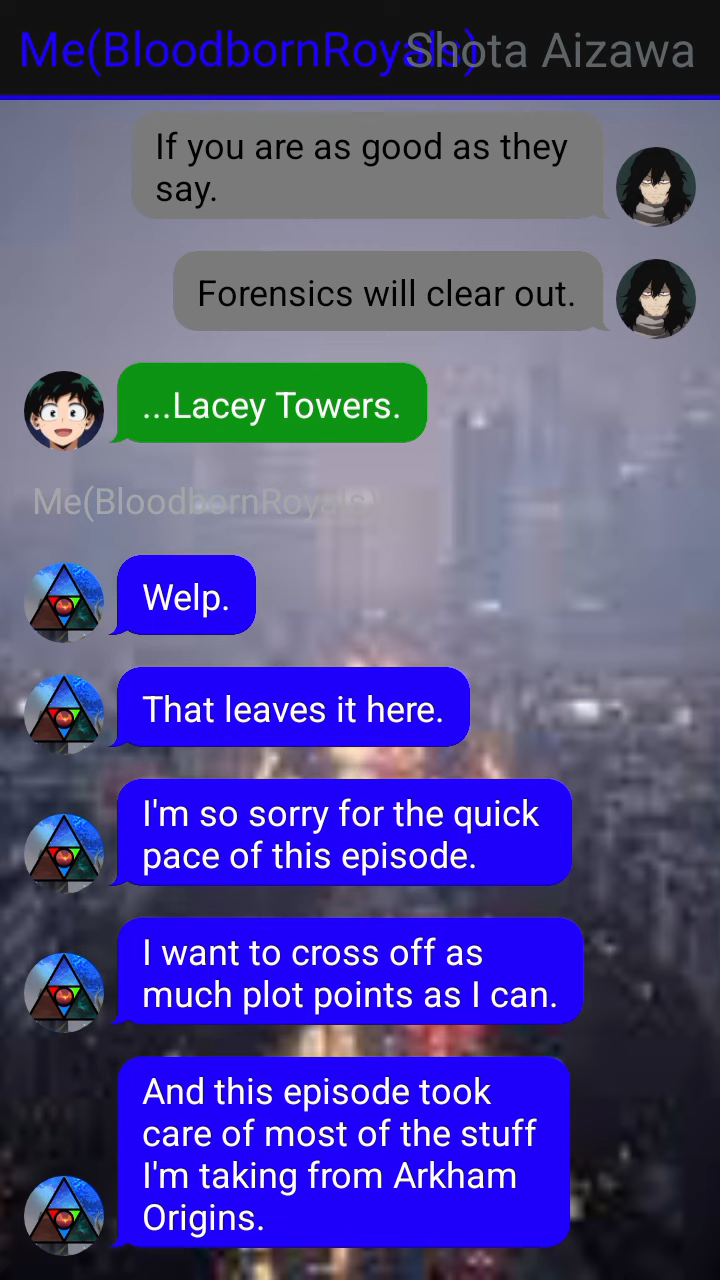 Me(BloodbornRoyals)
Shota Aizawa
If you are as good as they
say.
Forensics will clear out.
...Lacey Towers.
Me(BloodbornRoyals)
Welp.
That leaves it here.
I'm so sorry for the quick
pace of this episode.
I want to cross off as
much plot points as I can.
And this episode took
care of most of the stuff
I'm taking from Arkham
Origins.